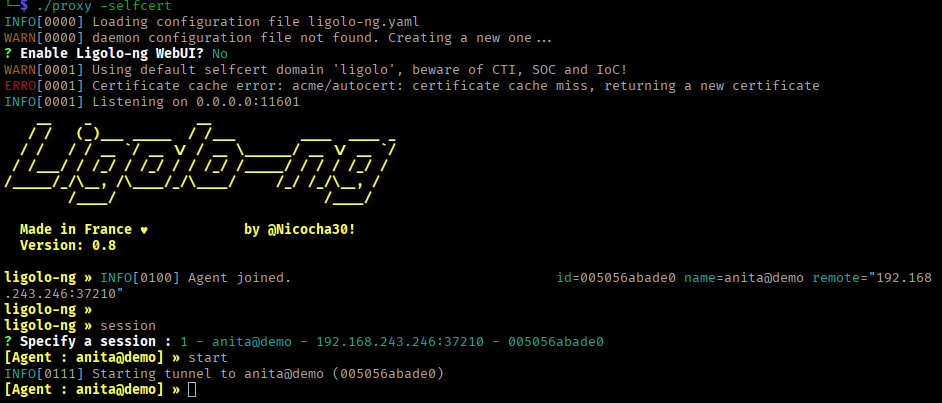 └─$ ./proxy -selfcert
INFO[0000] Loading configuration file ligolo-ng.yaml
WARN[0000] daemon configuration file not found. Creating a new one...
? Enable Ligolo-ng WebUI? No
WARN[0001] Using default selfcert domain 'ligolo', beware of CTI, SOC and IoC!
ERRO[0001] Certificate cache error: acme/autocert: certificate cache miss, returning a new certificate
INFO[0001] Listening on 0.0.0.0:11601
Ligolo-ng
Made in France ♥ by @Nicocha30!
Version: 0.8
ligolo-ng » INFO[0100] Agent joined. id=005056abade0 name=anita@demo remote="192.168
.243.246:37210"
ligolo-ng »
ligolo-ng » session
? Specify a session : 1 - anita@demo - 192.168.243.246:37210 - 005056abade0
[Agent : anita@demo] » start
INFO[0111] Starting tunnel to anita@demo (005056abade0)
[Agent : anita@demo] »